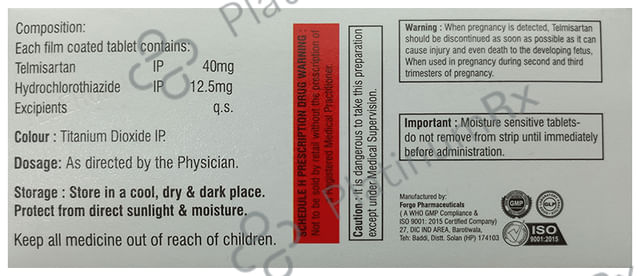 Composition:
Each film coated tablet contains:
Telmisartan IP 40mg
Hydrochlorothiazide IP 12.5mg
Excipients q.s.
Colour : Titanium Dioxide IP.
Dosage: As directed by the Physician.
Storage : Store in a cool, dry & dark place.
Protect from direct sunlight & moisture.
Keep all medicine out of reach of children.
SCHEDULE H PRESCRIPTION DRUG WARNING :
Not to be sold by retail without the prescription of
Registered Medical Practitioner.
Caution : It is dangerous to take this preparation
except under Medical Supervision.
Warning : When pregnancy is detected, Telmisartan
should be discontinued as soon as possible as it can
cause injury and even death to the developing fetus,
When used in pregnancy during second and third
trimesters of pregnancy.
Important : Moisture sensitive tablets-
do not remove from strip until immediately
before administration.
Manufactured by:
Forgo Pharmaceuticals
( A WHO GMP Compliance &
ISO 9001: 2015 Certified Company)
27, DIC IND AREA, Barotiwala,
Teh: Baddi, Distt. Solan (HP) 174103
GMP
GLP
ISO
9001:2015
PlatinumRx